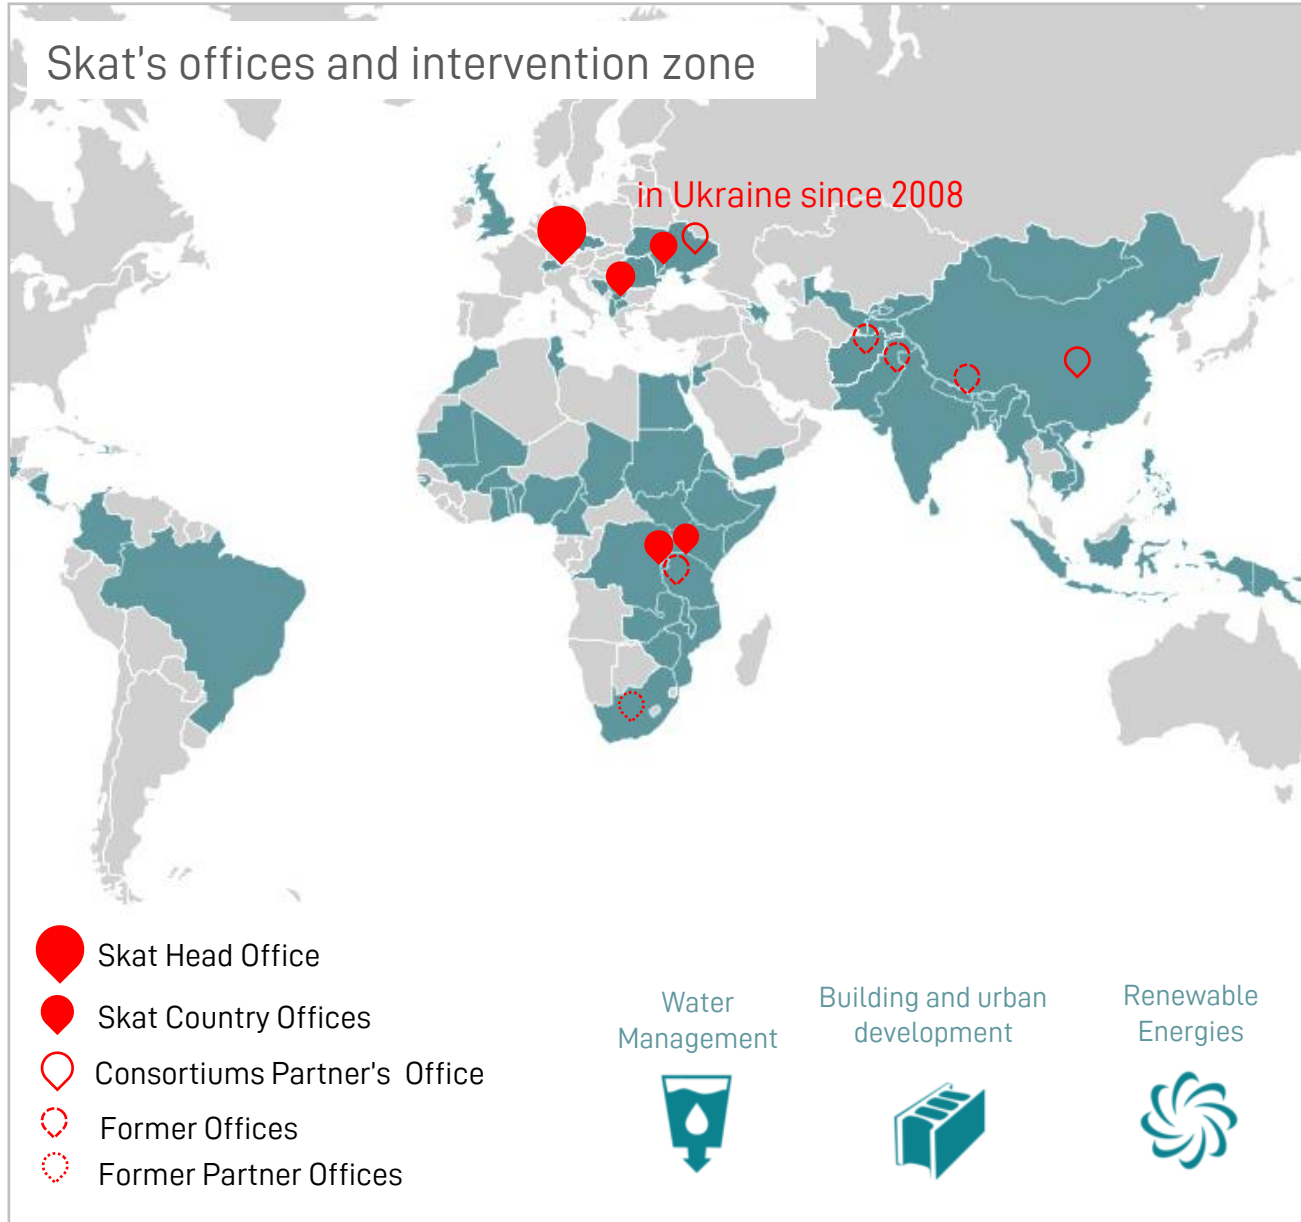 Skat's offices and intervention zone
in Ukraine since 2008
Skat Head Office
Skat Country Offices
Consortiums Partner's Office
Former Offices
Former Partner Offices
Water
Management
Building and urban
development
Renewable
Energies